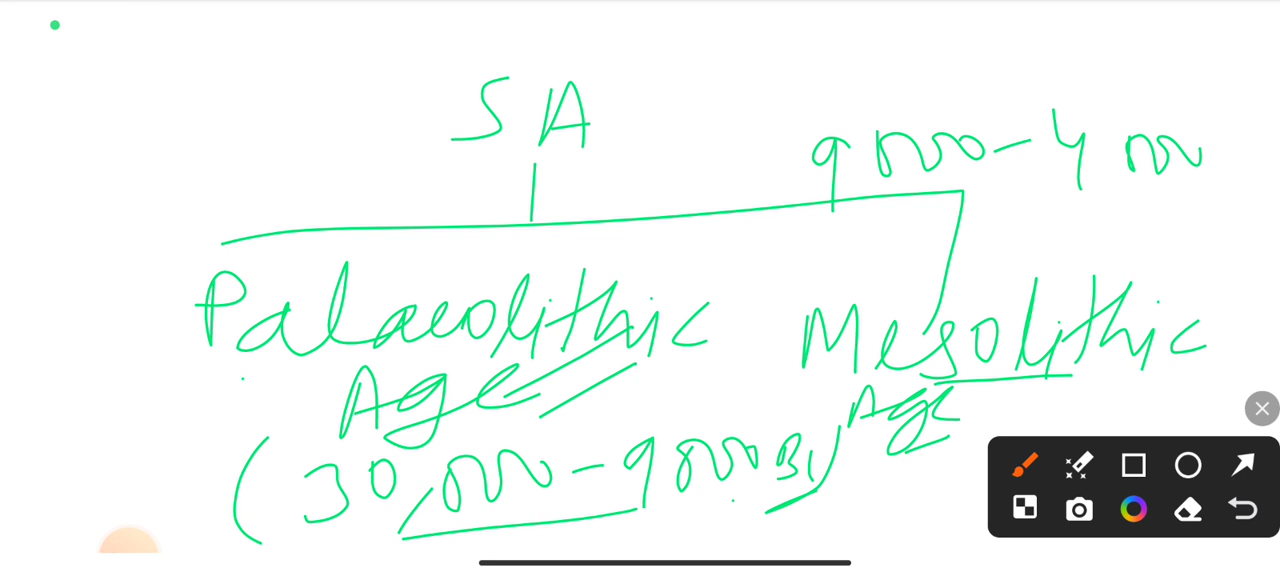 SA
9000-4000
Palaeolithic Mesolithic
Age Age
(30,000-9000 B)